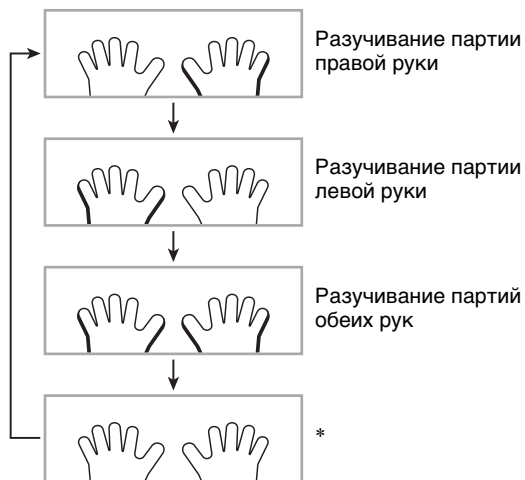 Разучивание партии
правой руки
Разучивание партии
левой руки
Разучивание партий
обеих рук
*